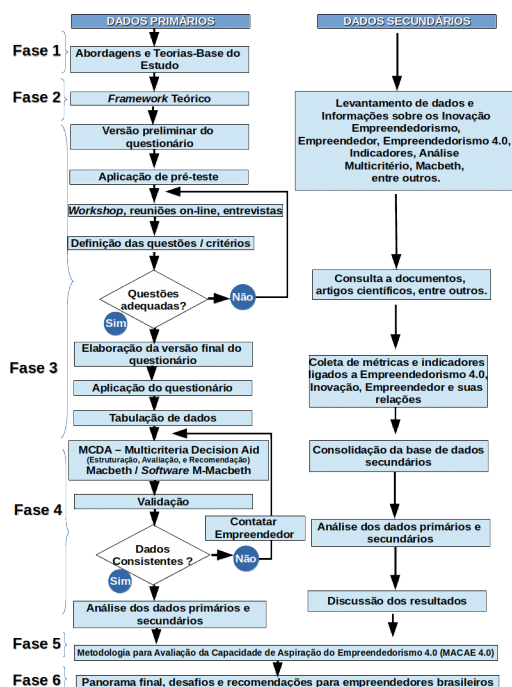 DADOS PRIMÁRIOS
Fase 1
Abordagens e Teorias-Base do
Estudo
Fase 2
Framework Teórico
Fase 3
Versão preliminar do
questionário
Aplicação de pré-teste
Workshop, reuniões on-line, entrevistas
Definição das questões / critérios
Questões
adequadas?
Não
Sim
Elaboração da versão final do
questionário
Aplicação do questionário
Tabulação de dados
Fase 4
MCDA – Multicriteria Decision Aid
(Estruturação, Avaliação, e Recomendação)
Macbeth / Software M-Macbeth
Validação
Contatar
Empreendedor
Dados
Consistentes ?
Não
Sim
Análise dos dados primários e
secundários
DADOS SECUNDÁRIOS
Levantamento de dados e
Informações sobre os Inovação
Empreendedorismo,
Empreendedor, Empreendedorismo 4.0,
Indicadores, Análise
Multicritério, Macbeth,
entre outros.
Consulta a documentos,
artigos científicos, entre outros.
Coleta de métricas e indicadores
ligados a Empreendedorismo 4.0,
Inovação, Empreendedor e suas
relações
Consolidação da base de dados
secundários
Análise dos dados primários e
secundários
Discussão dos resultados
Fase 5
Metodologia para Avaliação da Capacidade de Aspiração do Empreendedorismo 4.0 (MACAE 4.0)
Fase 6
Panorama final, desafios e recomendações para empreendedores brasileiros